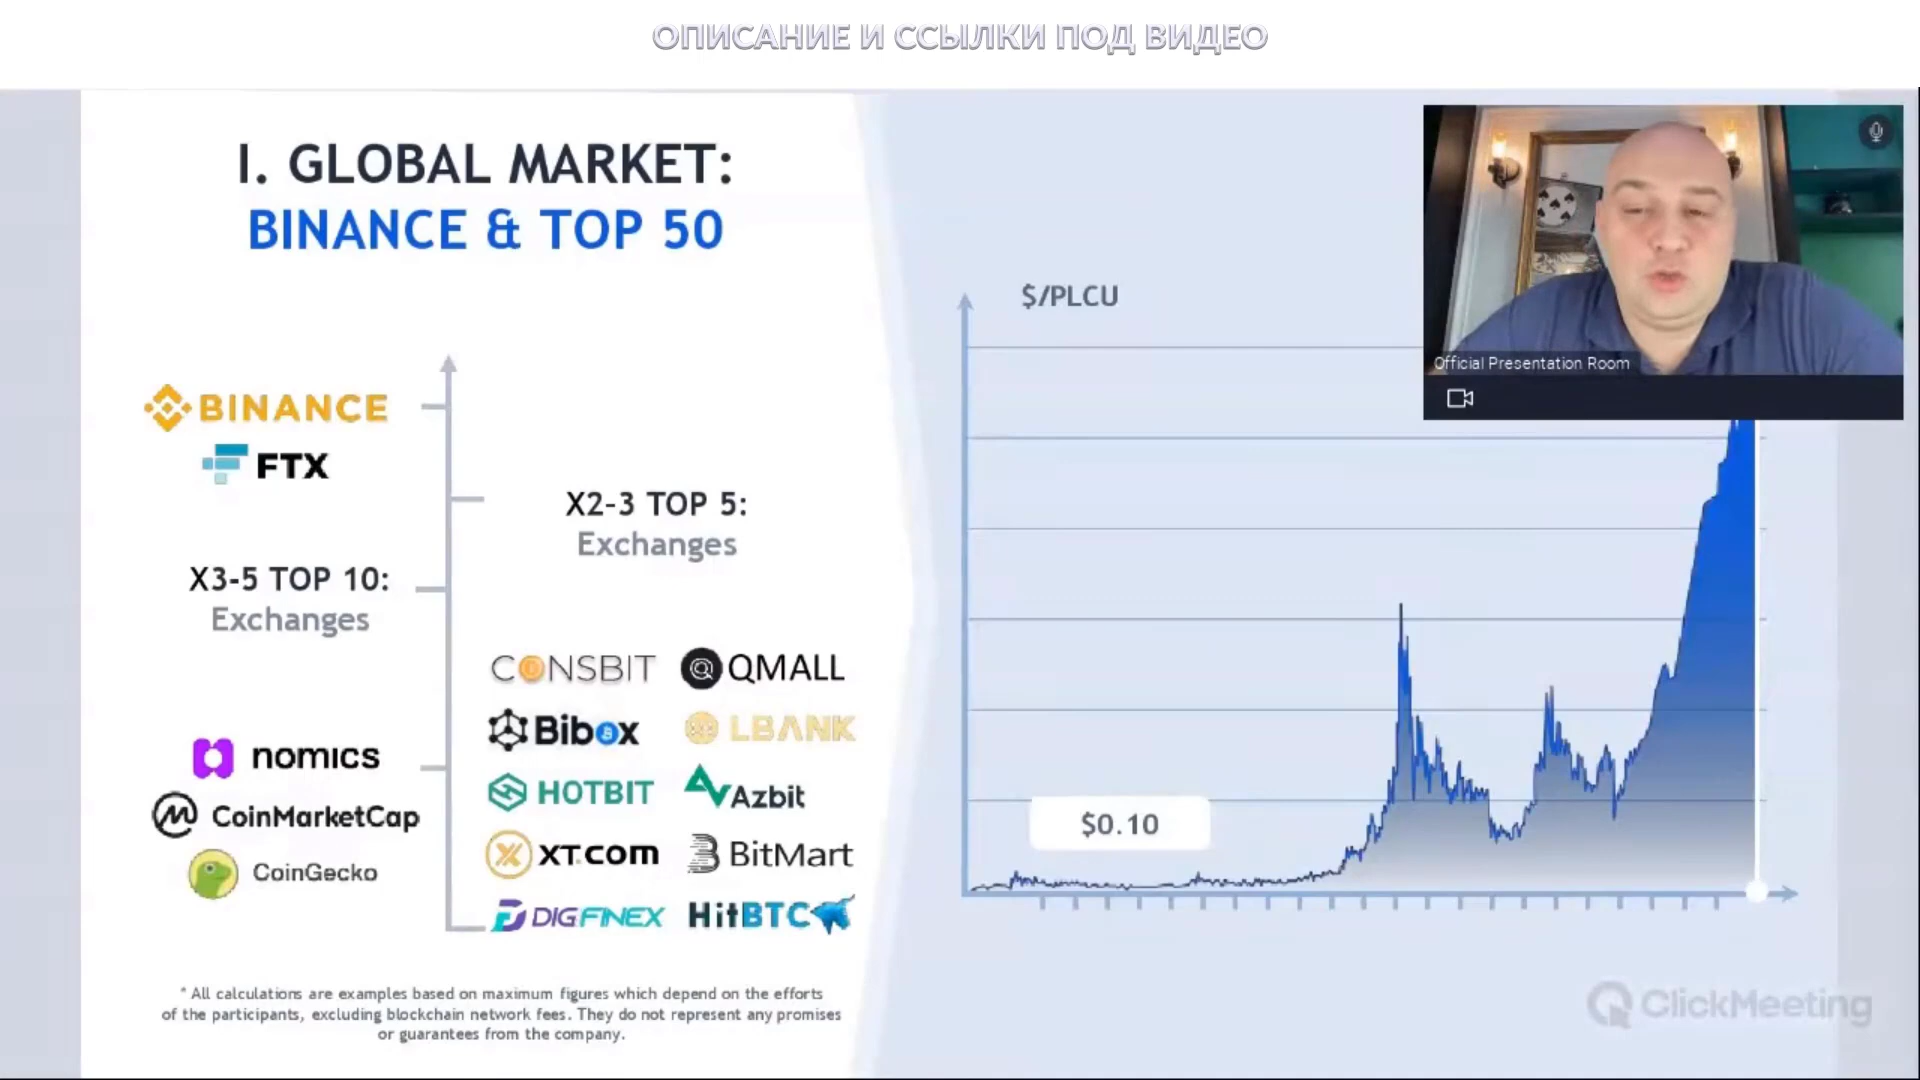 ОПИСАНИЕ И ССЫЛКИ ПОД ВИДЕО
I. GLOBAL MARKET:
BINANCE & TOP 50
BINANCE
FTX
X2-3 TOP 5:
Exchanges
X3-5 TOP 10:
Exchanges
CONSBIT
QMALL
Bibox
LBANK
nomics
HOTBIT
Azbit
CoinMarketCap
XT.COM
BitMart
CoinGecko
DIGFINEX
HitBTC
* All calculations are examples based on maximum figures which depend on the efforts
of the participants, excluding blockchain network fees. They do not represent any promises
or guarantees from the company.
$/PLCU
$0.10
Official Presentation Room
ClickMeeting